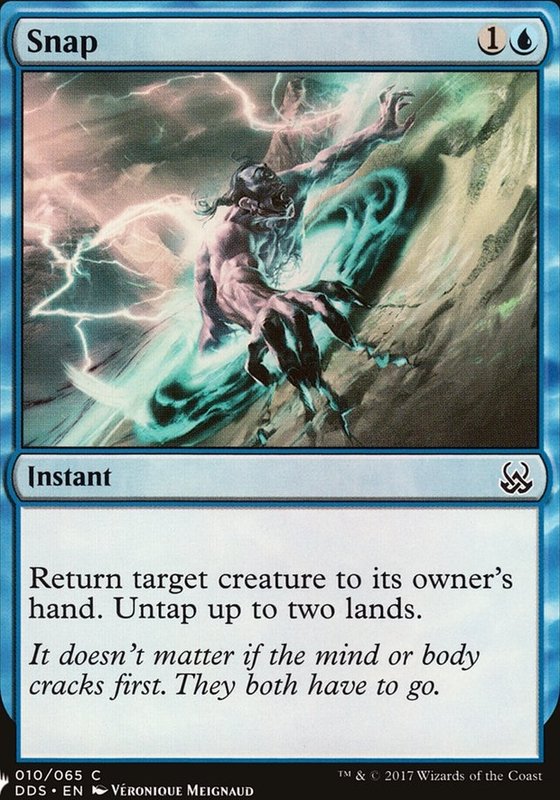 Snap 1
Instant
Return target creature to its owner's
hand. Untap up to two lands.
It doesn't matter if the mind or body
cracks first. They both have to go.
010/065 C
DDS • EN Véronique Meignaud
™ & © 2017 Wizards of the Coast